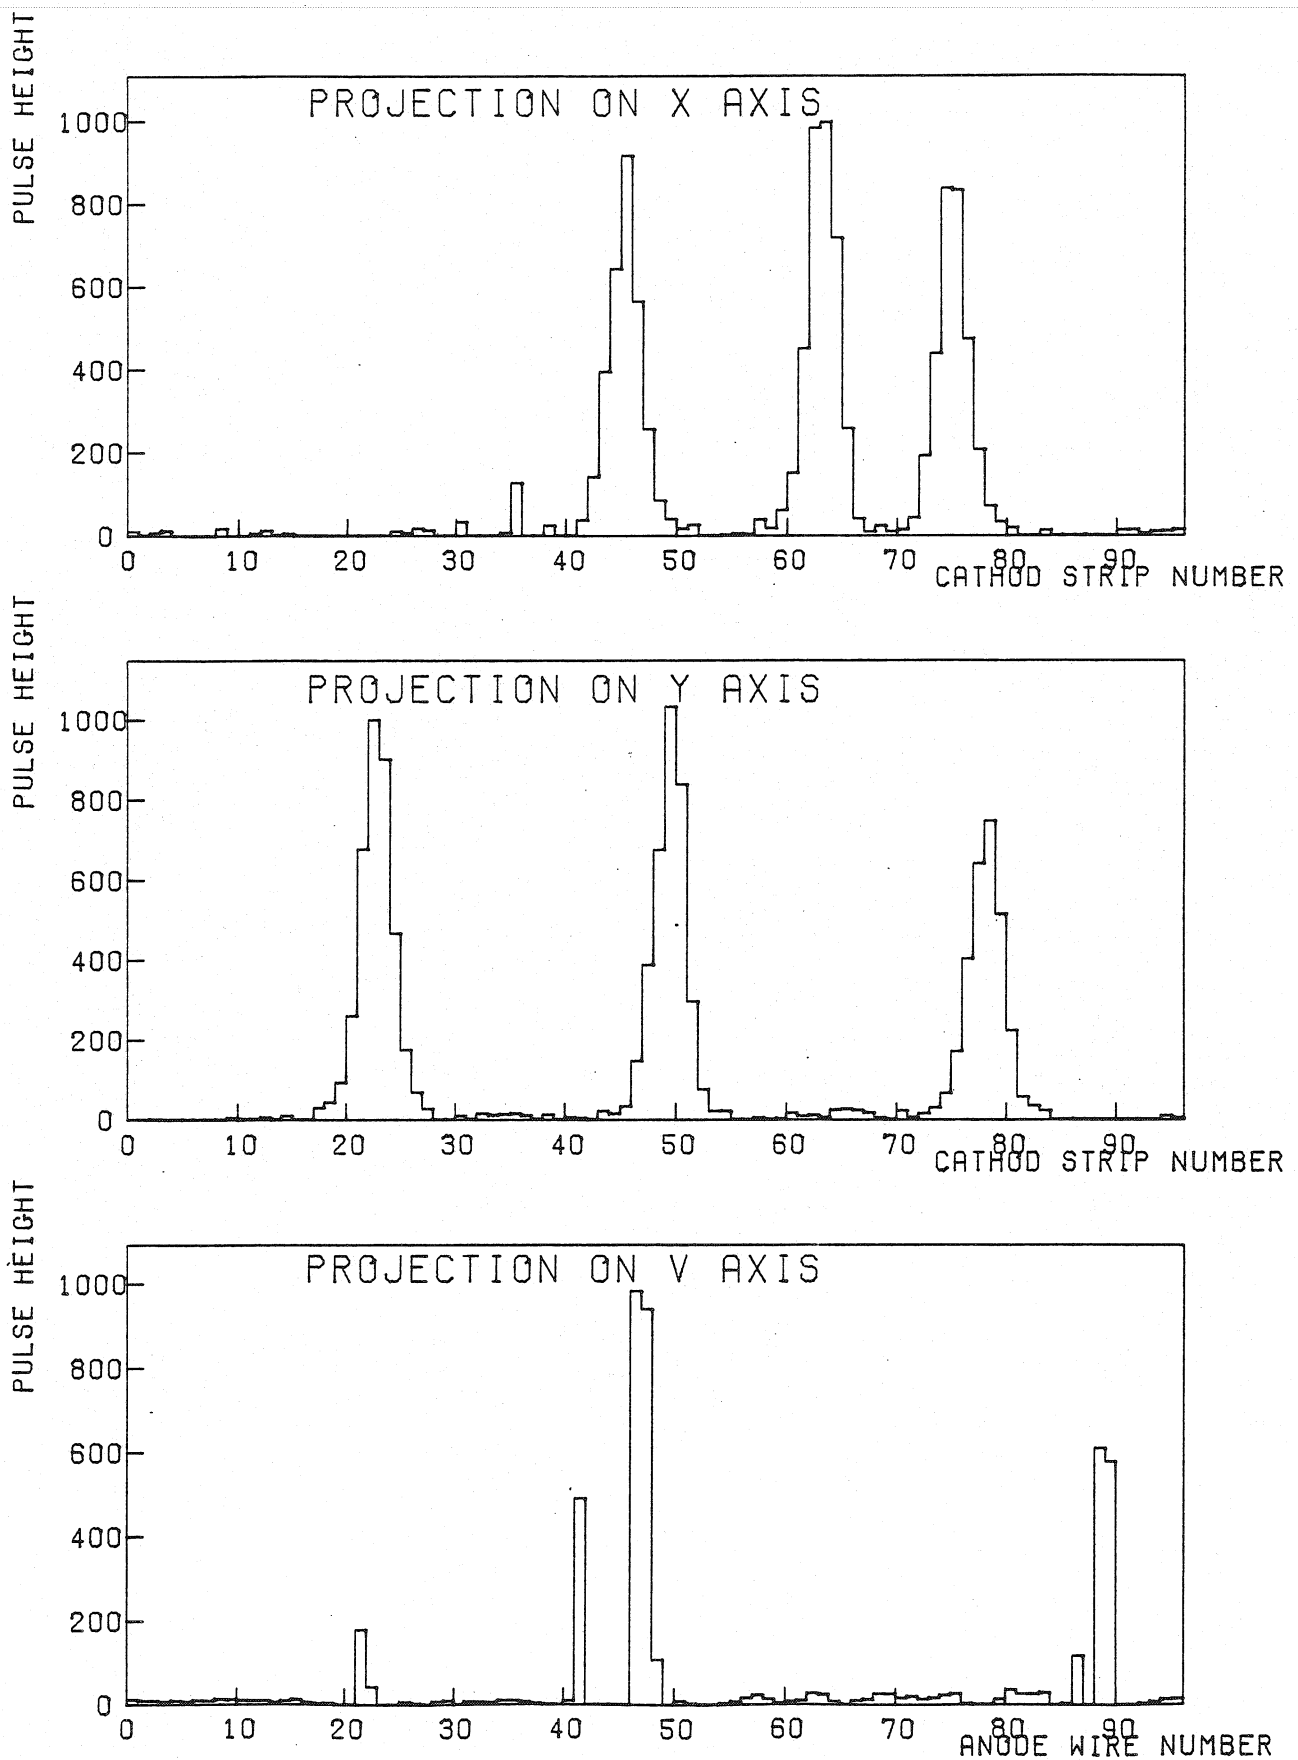 PULSE HEIGHT
PROJECTION ON X AXIS
1000
800
600
400
200
0
0 10 20 30 40 50 60 70 80 90
CATHOD STRIP NUMBER
PULSE HEIGHT
PROJECTION ON Y AXIS
1000
800
600
400
200
0
0 10 20 30 40 50 60 70 80 90
CATHOD STRIP NUMBER
PULSE HEIGHT
PROJECTION ON V AXIS
1000
800
600
400
200
0
0 10 20 30 40 50 60 70 80 90
ANODE WIRE NUMBER